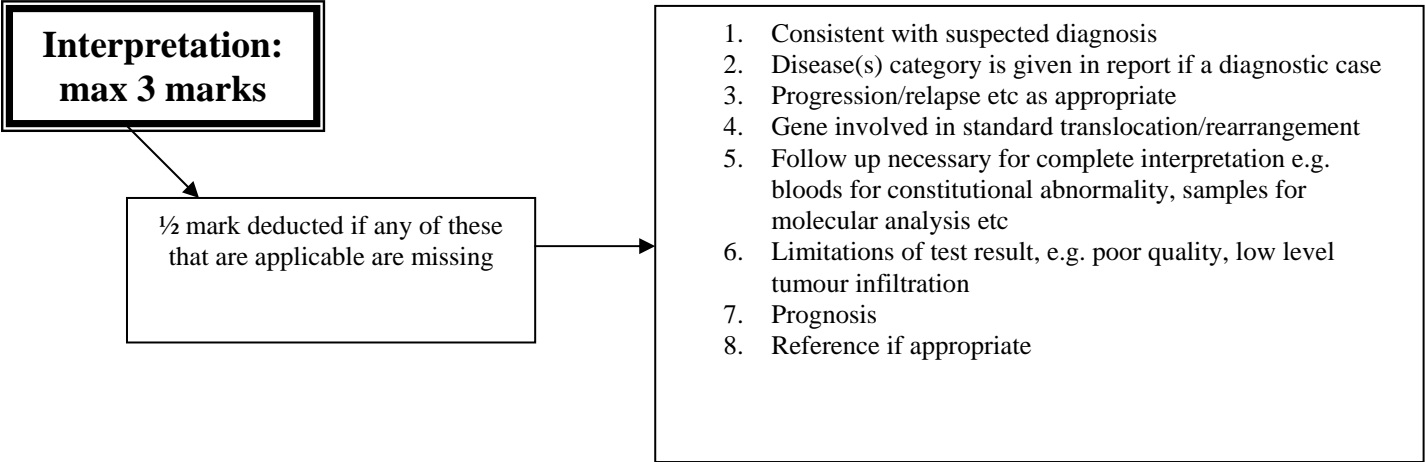 Interpretation:
max 3 marks
½ mark deducted if any of these
that are applicable are missing
1. Consistent with suspected diagnosis
2. Disease(s) category is given in report if a diagnostic case
3. Progression/relapse etc as appropriate
4. Gene involved in standard translocation/rearrangement
5. Follow up necessary for complete interpretation e.g.
bloods for constitutional abnormality, samples for
molecular analysis etc
6. Limitations of test result, e.g. poor quality, low level
tumour infiltration
7. Prognosis
8. Reference if appropriate